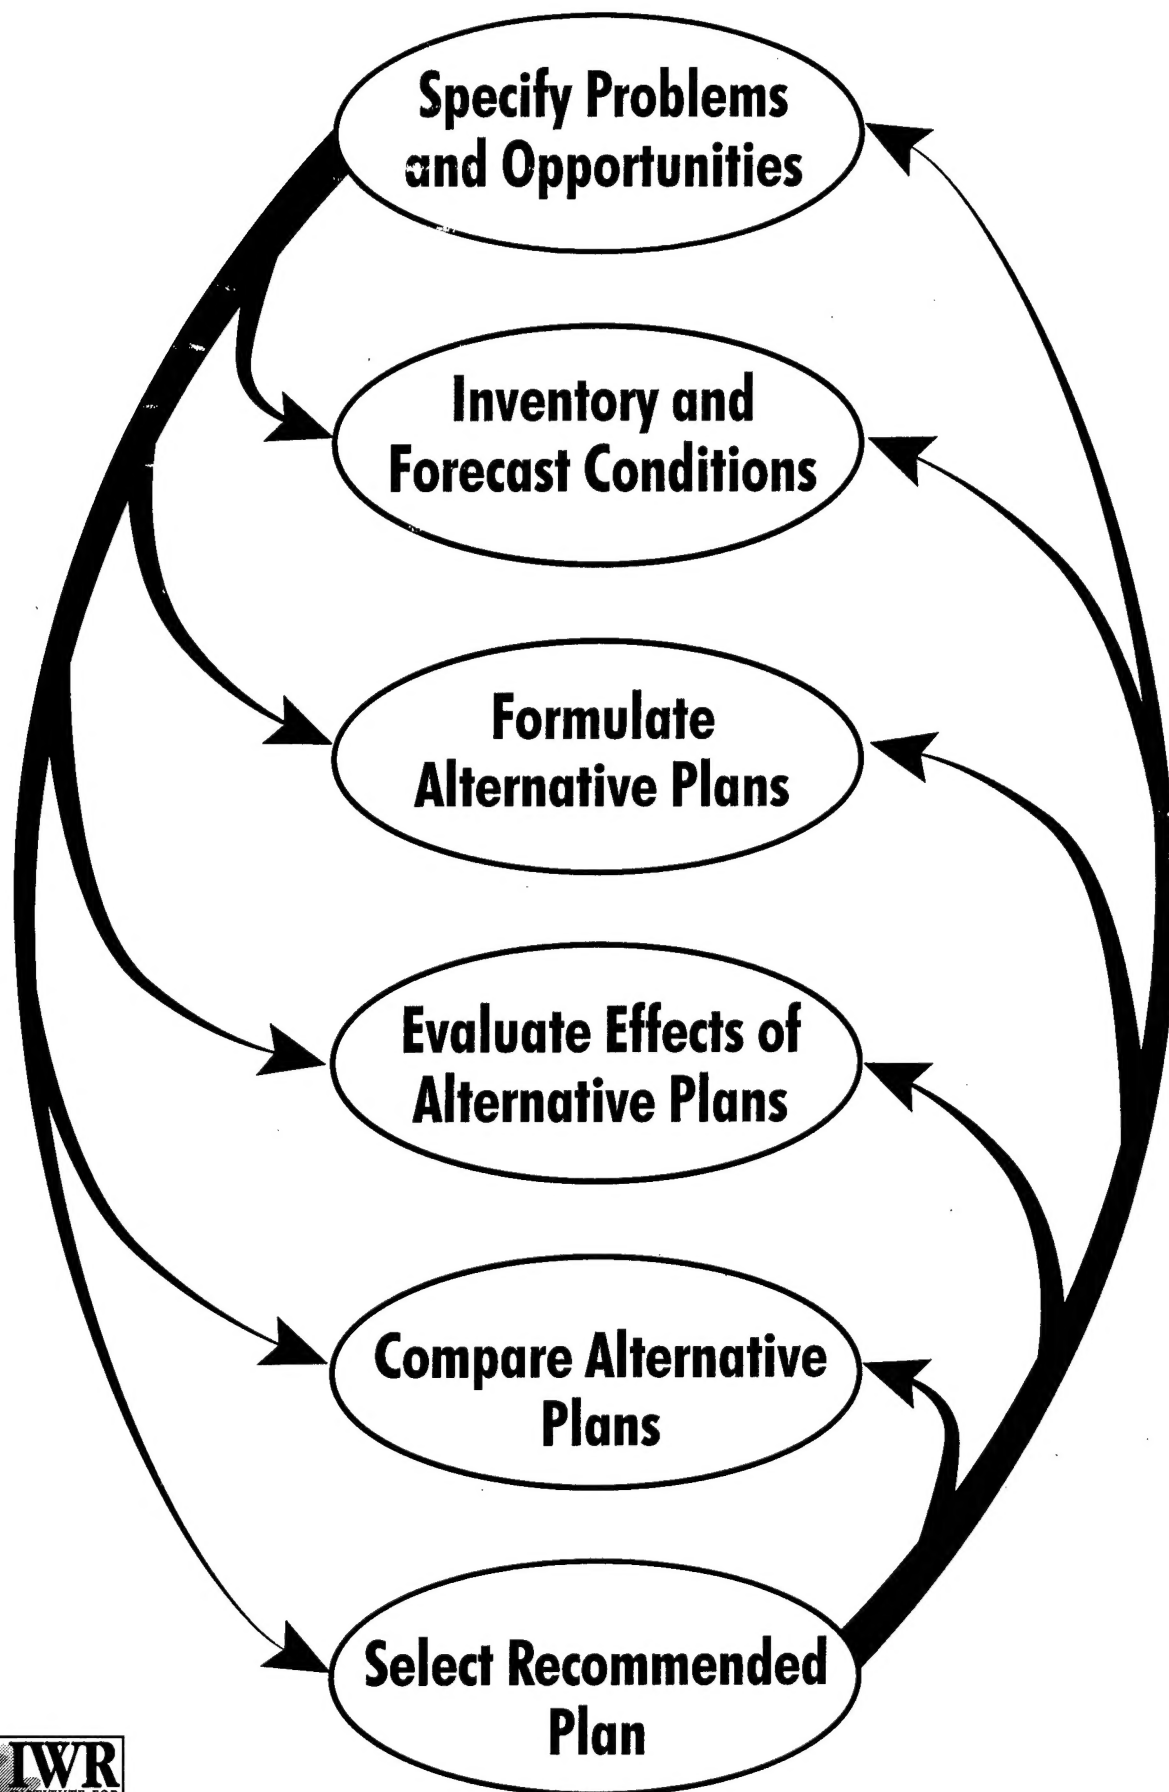 Specify Problems
and Opportunities
Inventory and
Forecast Conditions
Formulate
Alternative Plans
Evaluate Effects of
Alternative Plans
Compare Alternative
Plans
Select Recommended
Plan
IWR